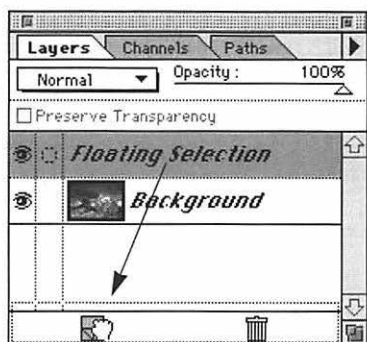 Layers Channels Paths
Normal Opacity: 100%
Preserve Transparency
Floating Selection
Background